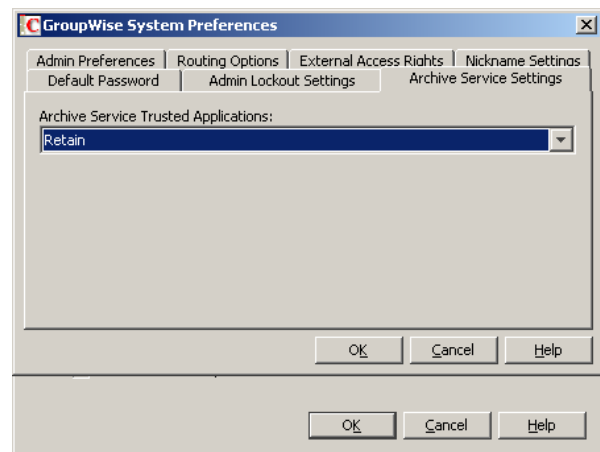 GroupWise System Preferences
Admin Preferences Routing Options External Access Rights Nickname Settings
Default Password Admin Lockout Settings Archive Service Settings
Archive Service Trusted Applications:
Retain
OK Cancel Help
OK Cancel Help